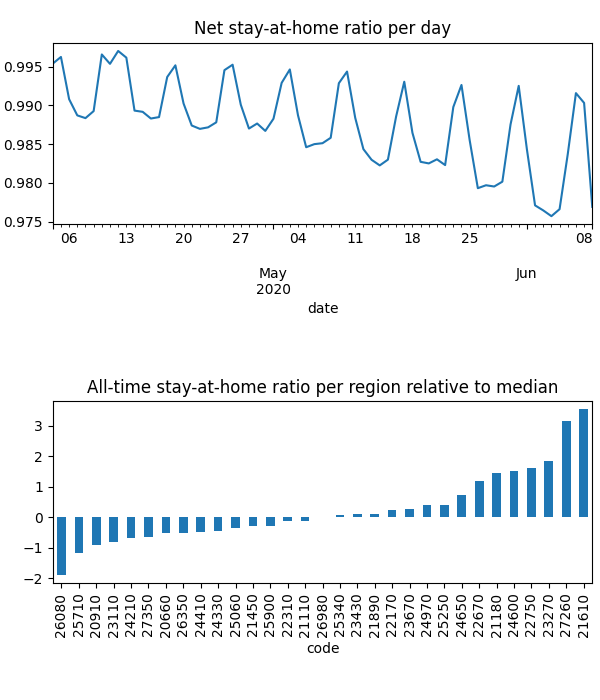 Net stay-at-home ratio per day
0.995
0.990
0.985
0.980
0.975
06 13 20 27 04 11 18 25 08
May Jun
2020
date
All-time stay-at-home ratio per region relative to median
3
2
1
0
−1
−2
26080 25710 20910 23110 24210 27350 20660 26350 24410 24330 25060 21450 25900 22310 21110 26980 25340 23430 21890 22170 23670 24970 25250 24650 22670 21180 24600 22750 23270 27260 21610
code